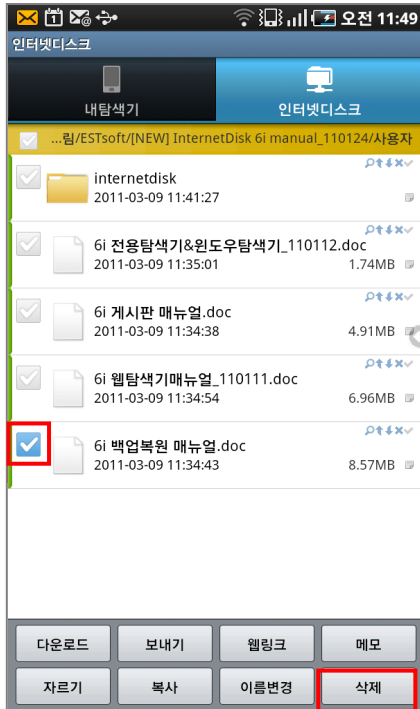 오전 11:49
인터넷디스크
내탐색기
인터넷디스크
...림/ESTsoft/[NEW] InternetDisk 6i manual_110124/사용자
internetdisk
2011-03-09 11:41:27
6i 전용탐색기&윈도우탐색기_110112.doc
2011-03-09 11:35:01 1.74MB
6i 게시판 매뉴얼.doc
2011-03-09 11:34:38 4.91MB
6i 웹탐색기매뉴얼_110111.doc
2011-03-09 11:34:54 6.96MB
6i 백업복원 매뉴얼.doc
2011-03-09 11:34:43 8.57MB
다운로드 보내기 웹링크 메모
자르기 복사 이름변경 삭제